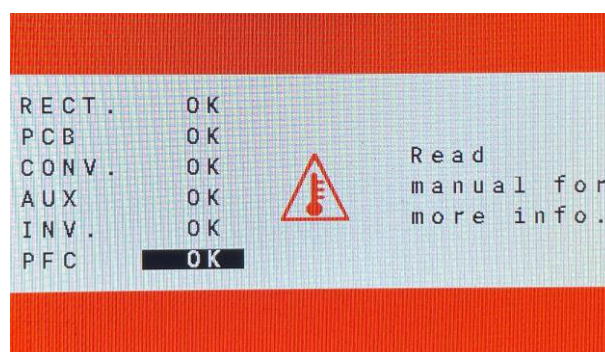 RECT. OK
PCB OK
CONV. OK
AUX OK
INV. OK
PFC OK
Read
manual for
more info.